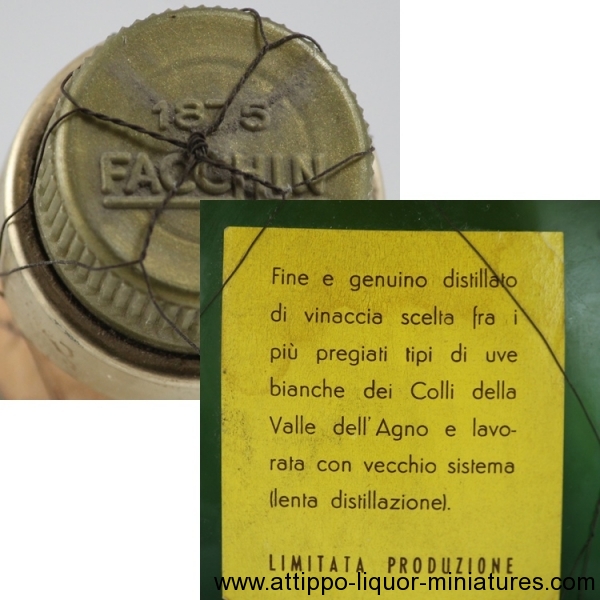 1875
FACCHIN
Fine e genuino distillato
di vinaccia scelta fra i
più pregiati tipi di uve
bianche dei Colli della
Valle dell'Agno e lavo-
rata con vecchio sistema
(lenta distillazione).
LIMITATA PRODUZIONE
www.attippo-liquor-miniatures.com